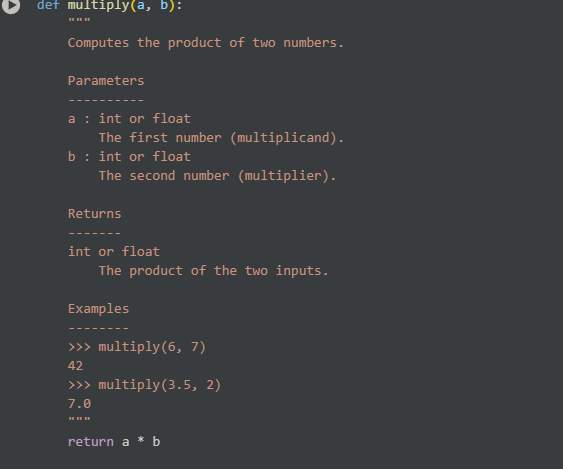 def multiply(a, b):
    """
    Computes the product of two numbers.

    Parameters
    ----------
    a : int or float
        The first number (multiplicand).
    b : int or float
        The second number (multiplier).

    Returns
    -------
    int or float
        The product of the two inputs.

    Examples
    --------
    >>> multiply(6, 7)
    42
    >>> multiply(3.5, 2)
    7.0
    """
    return a * b